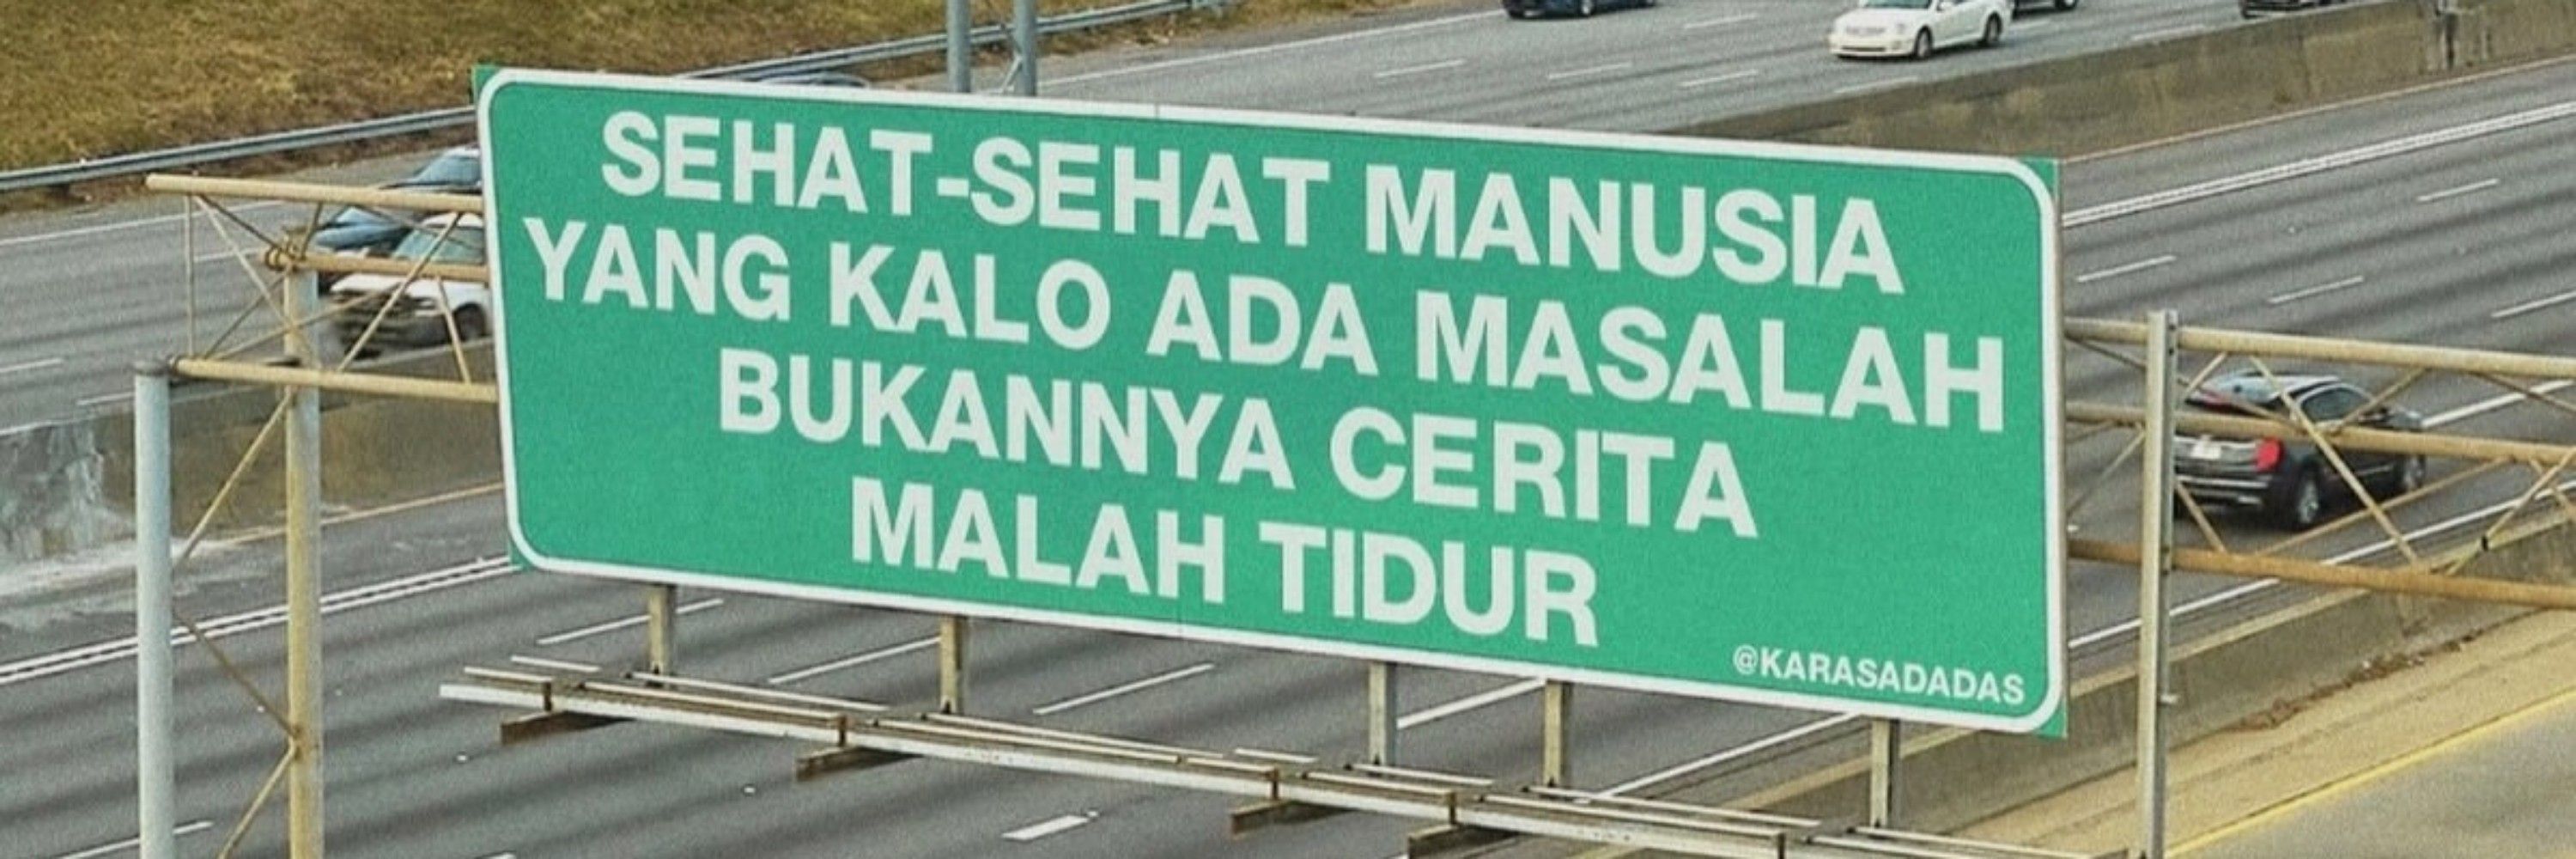 SEHAT-SEHAT MANUSIA
YANG KALO ADA MASALAH
BUKANNYA CERITA
MALAH TIDUR
@KARASADADAS